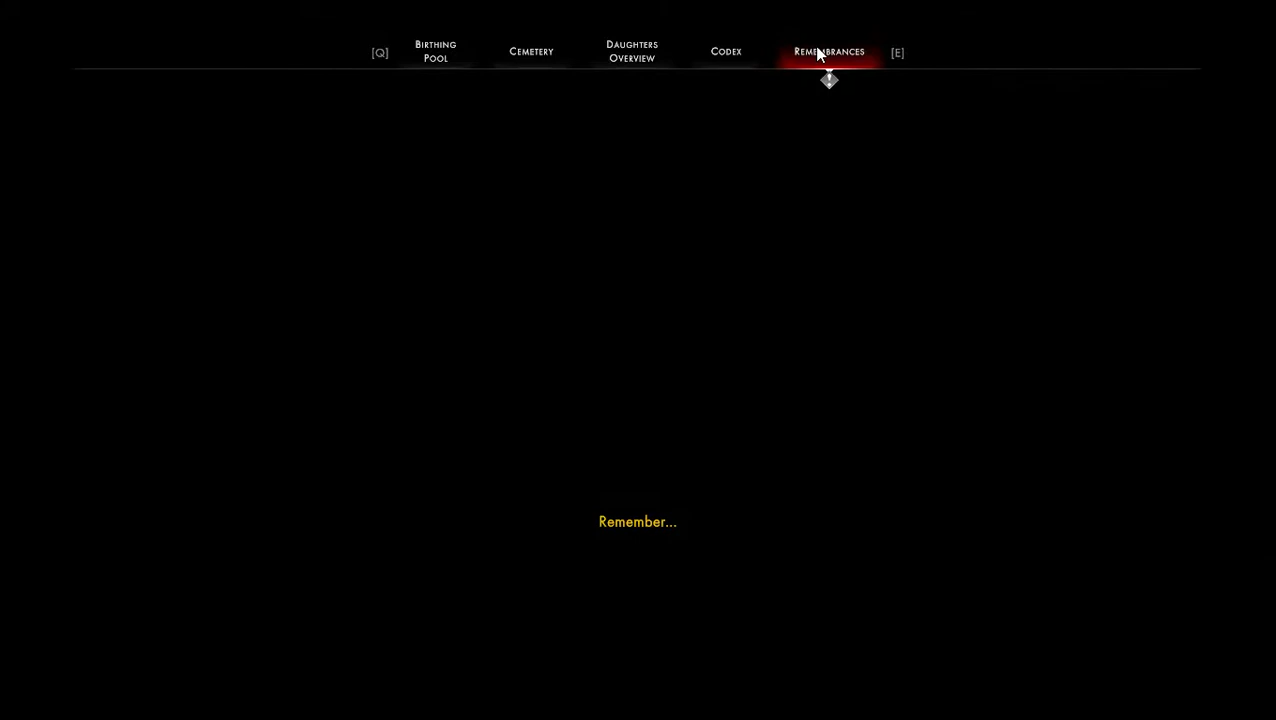 [Q]
Birthing
Pool
Cemetery
Daughters
Overview
Codex
Remembrances
[E]
Remember...